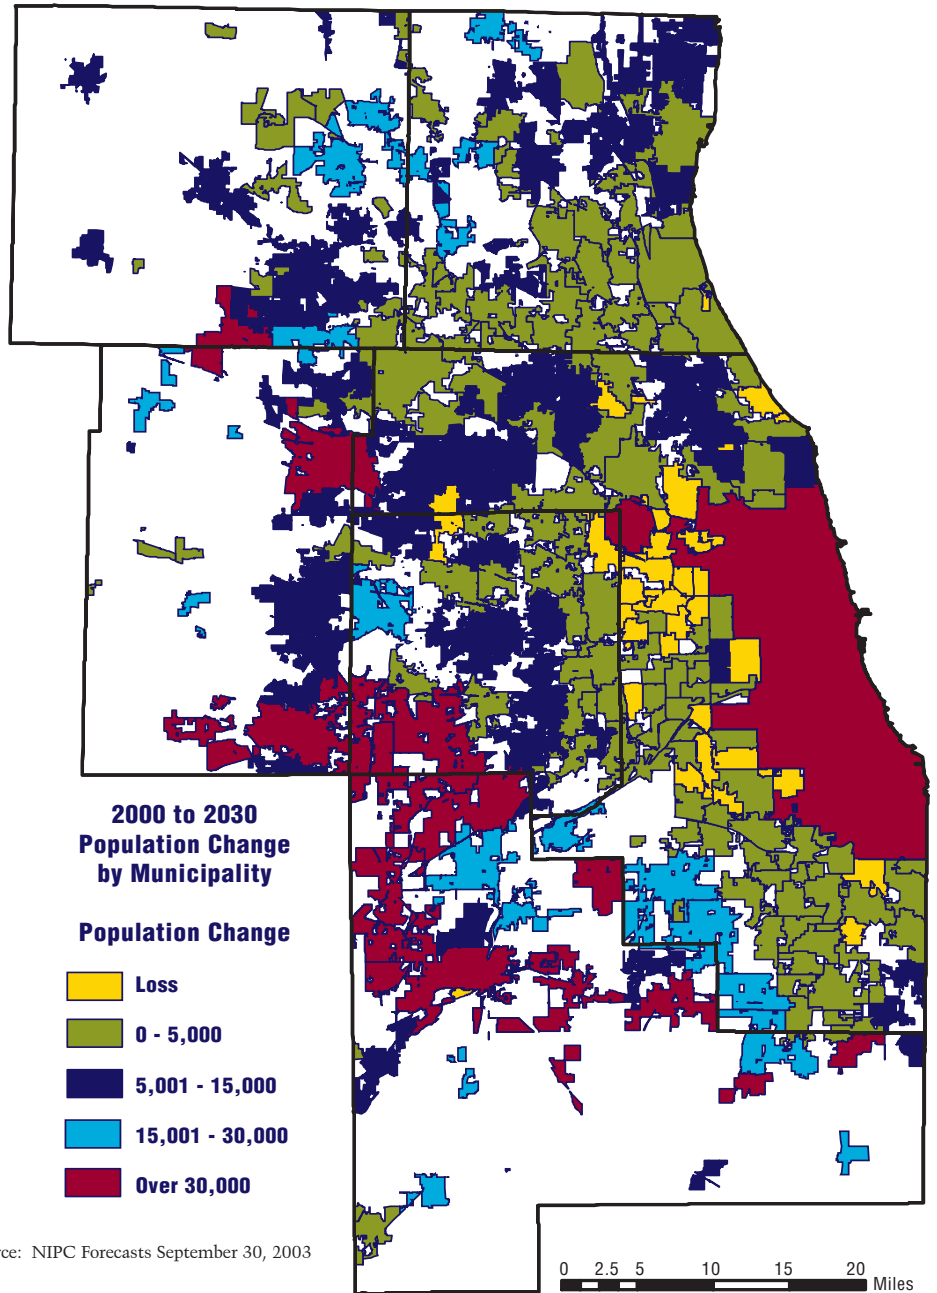 2000 to 2030
Population Change
by Municipality
Population Change
Loss
0 - 5,000
5,001 - 15,000
15,001 - 30,000
Over 30,000
rce: NIPC Forecasts September 30, 2003
0 2.5 5 10 15 20
Miles